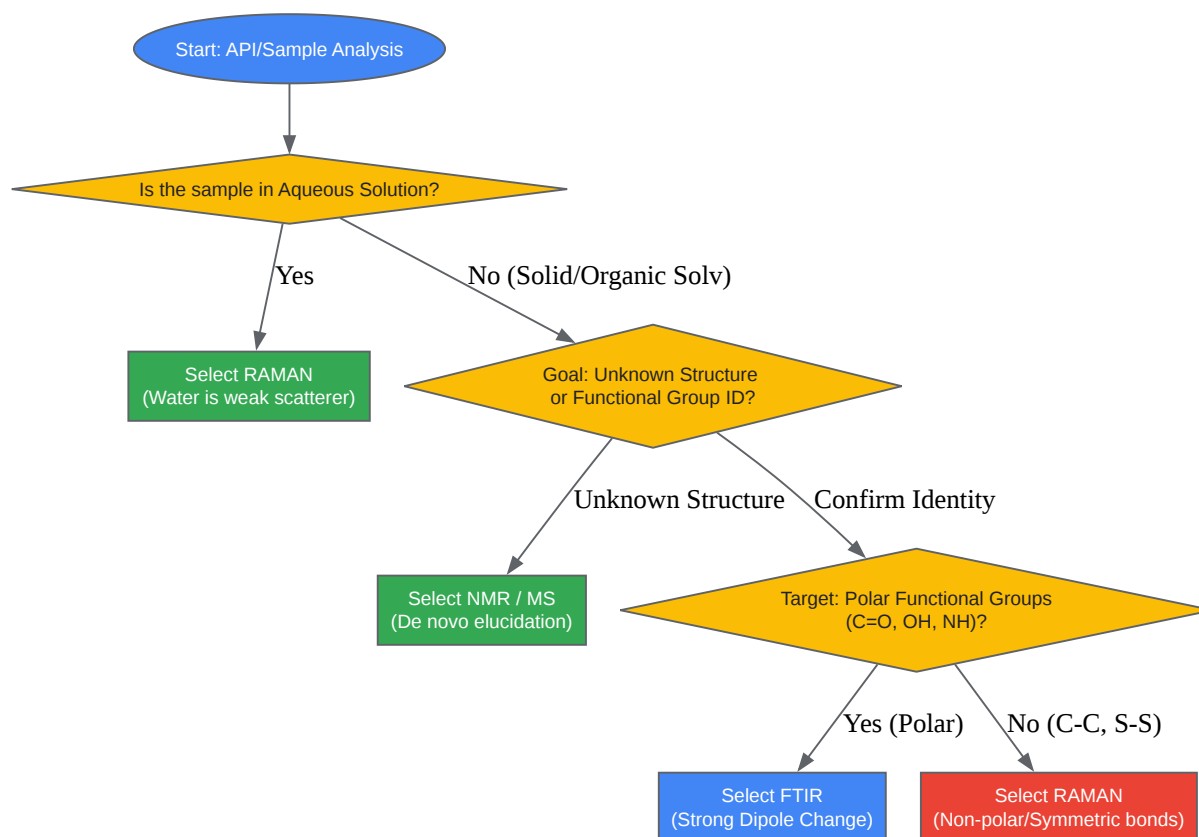 Start: API/Sample Analysis
Is the sample in Aqueous Solution?
Yes
No (Solid/Organic Solv)
Select RAMAN
(Water is weak scatterer)
Goal: Unknown Structure
or Functional Group ID?
Unknown Structure
Confirm Identity
Select NMR / MS
(De novo elucidation)
Target: Polar Functional Groups
(C=O, OH, NH)?
Yes (Polar)
No (C-C, S-S)
Select FTIR
(Strong Dipole Change)
Select RAMAN
(Non-polar/Symmetric bonds)